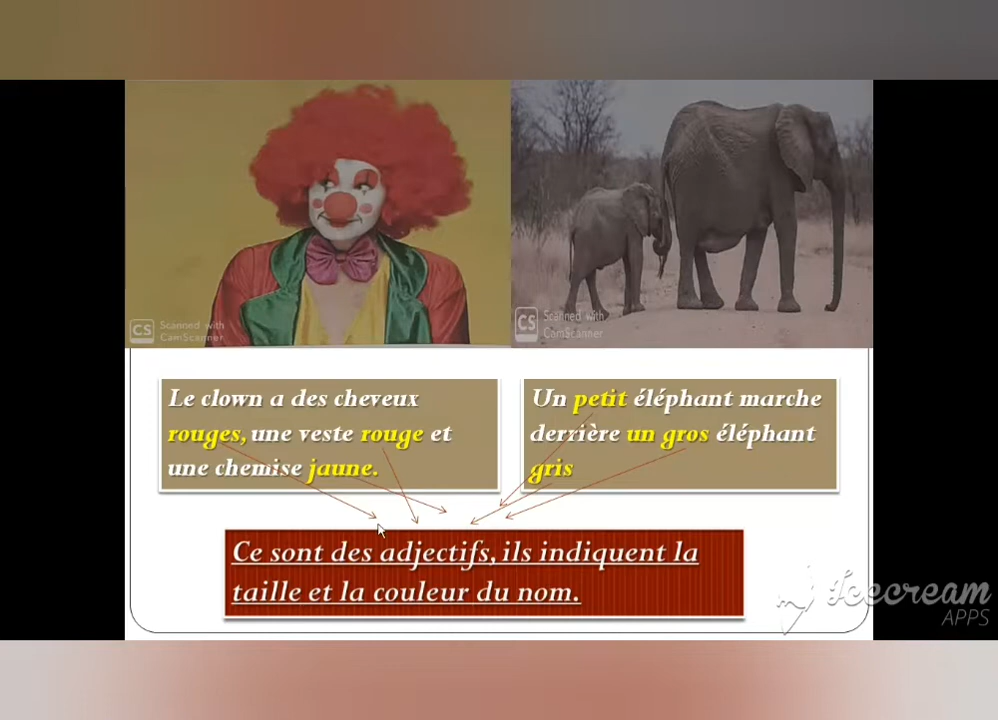 CS Scanned with
CamScanner
CS Scanned with
CamScanner
Le clown a des cheveux
rouges, une veste rouge et
une chemise jaune.
Un petit éléphant marche
derrière un gros éléphant
gris
Ce sont des adjectifs, ils indiquent la
taille et la couleur du nom.
Icecream
APPS